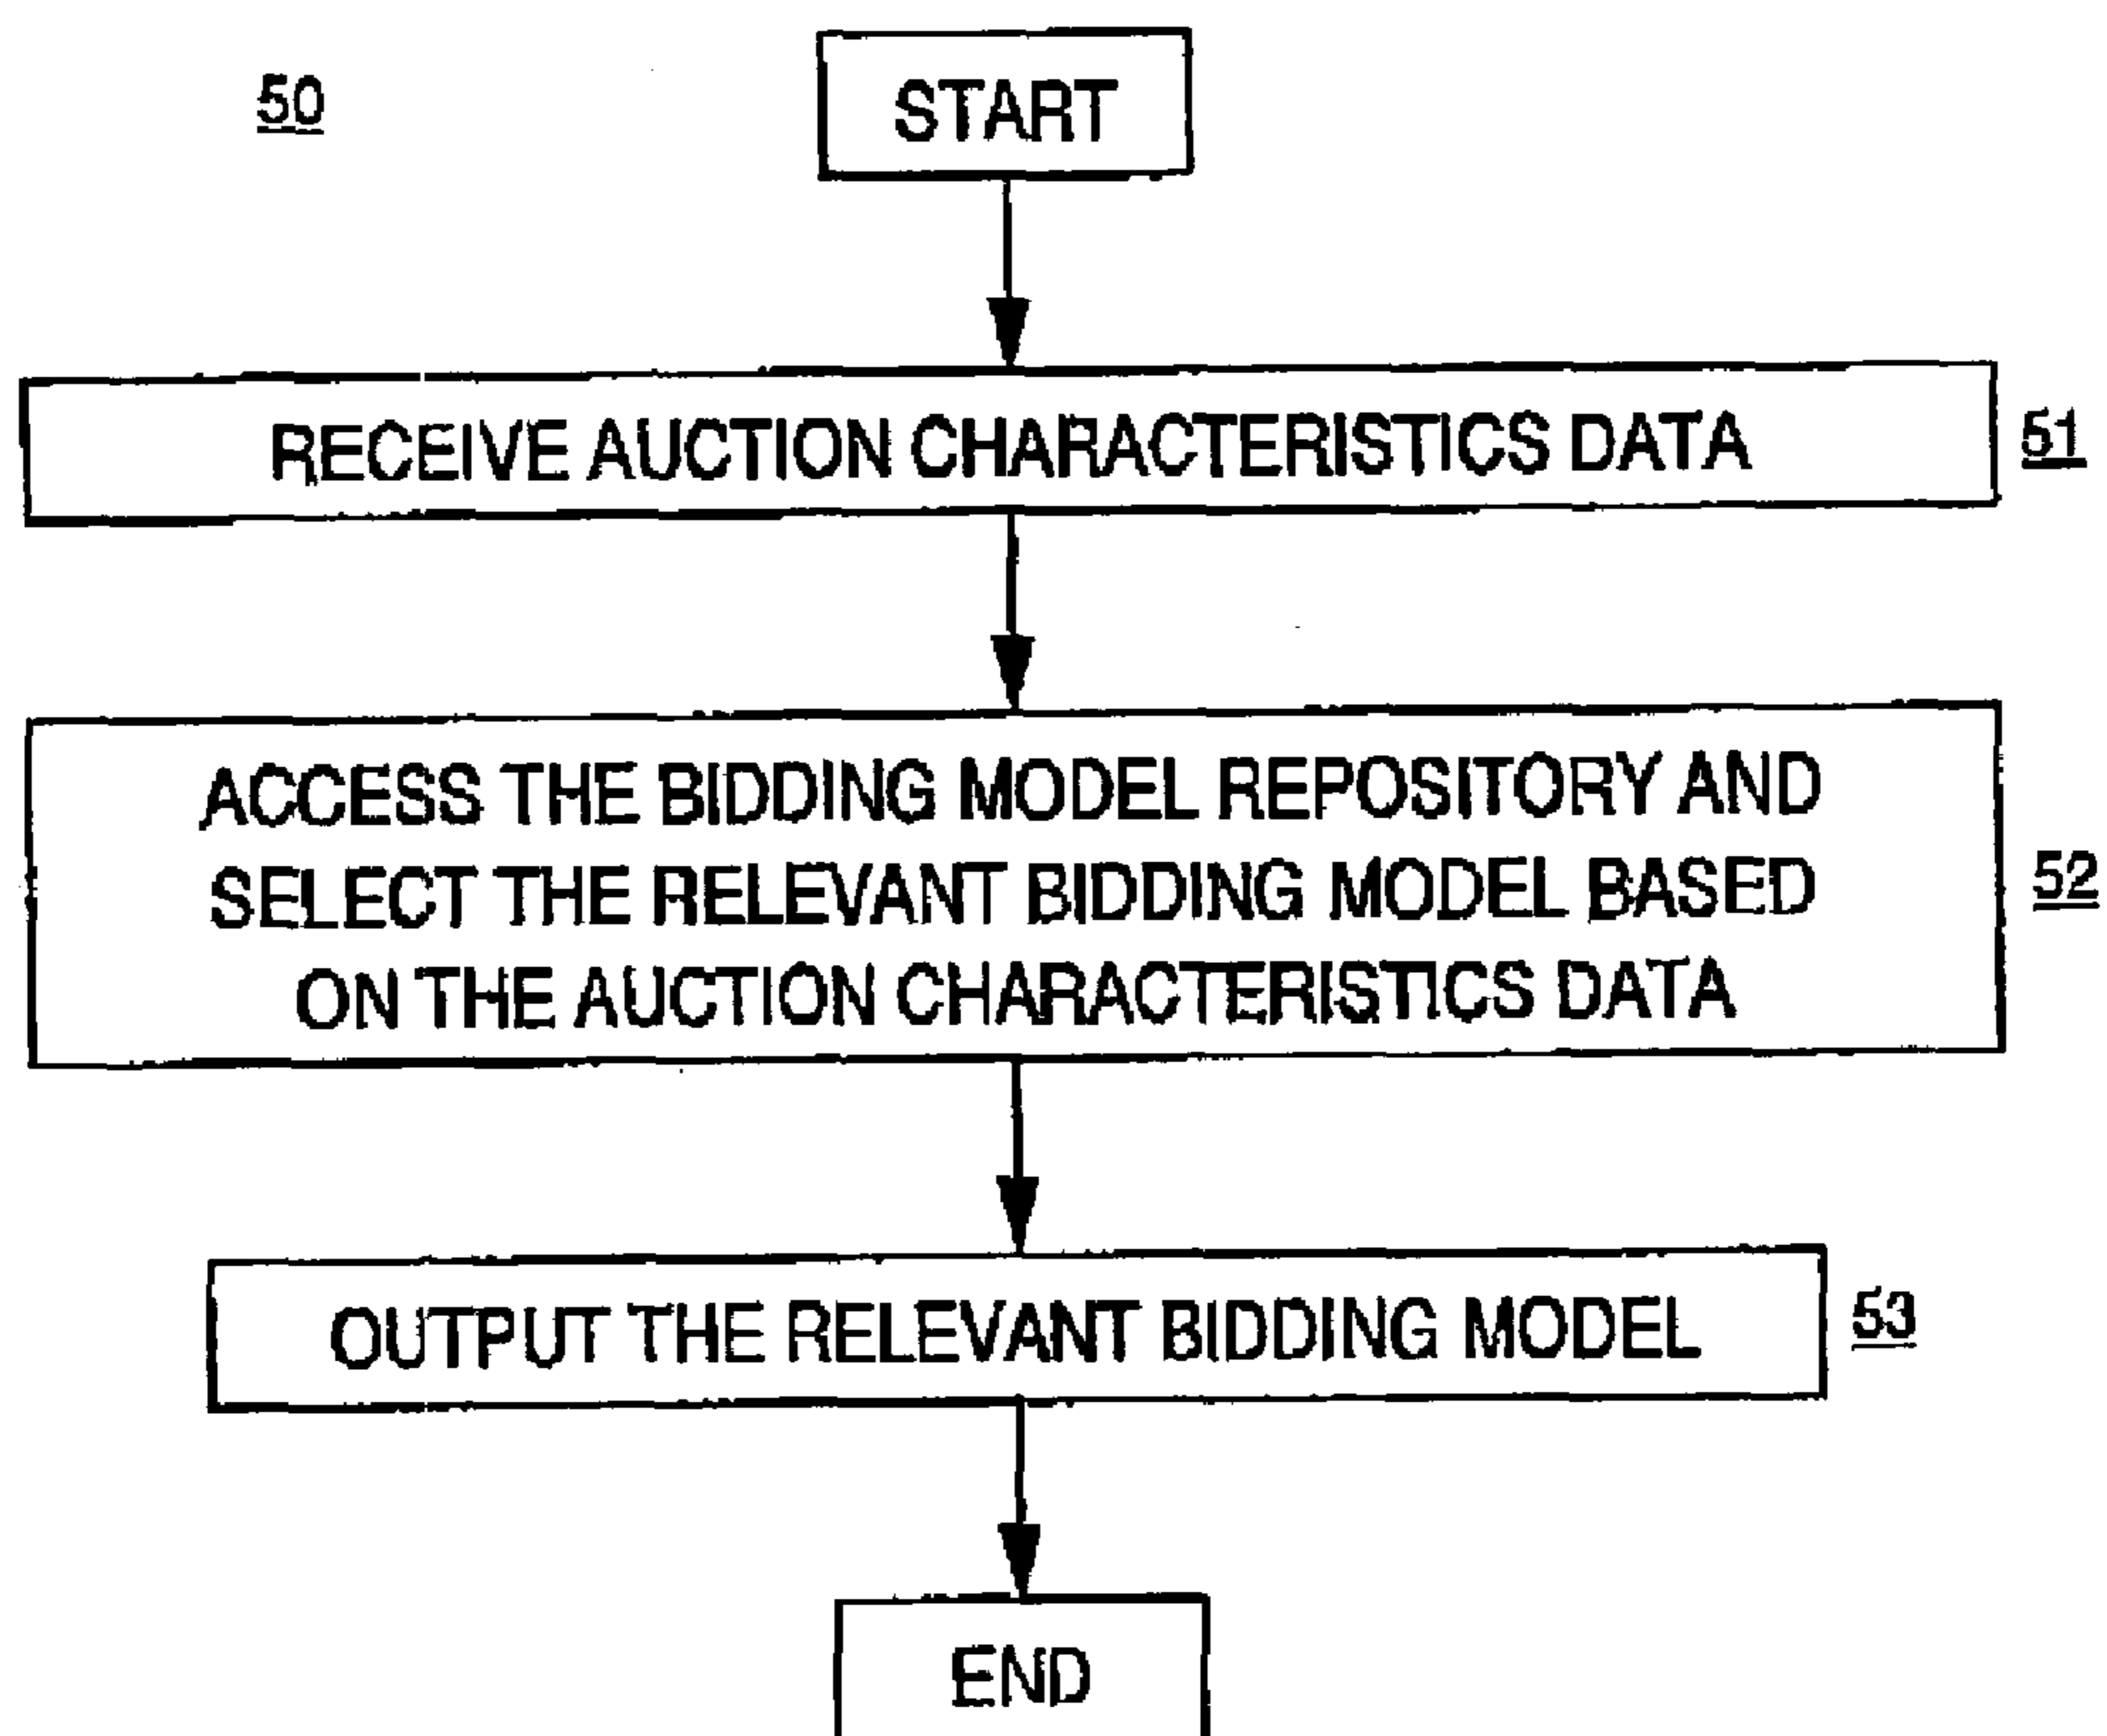 50
START
RECEIVE AUCTION CHARACTERISTICS DATA
51
ACCESS THE BIDDING MODEL REPOSITORY AND
SELECT THE RELEVANT BIDDING MODEL BASED
ON THE AUCTION CHARACTERISTICS DATA
52
OUTPUT THE RELEVANT BIDDING MODEL
53
END